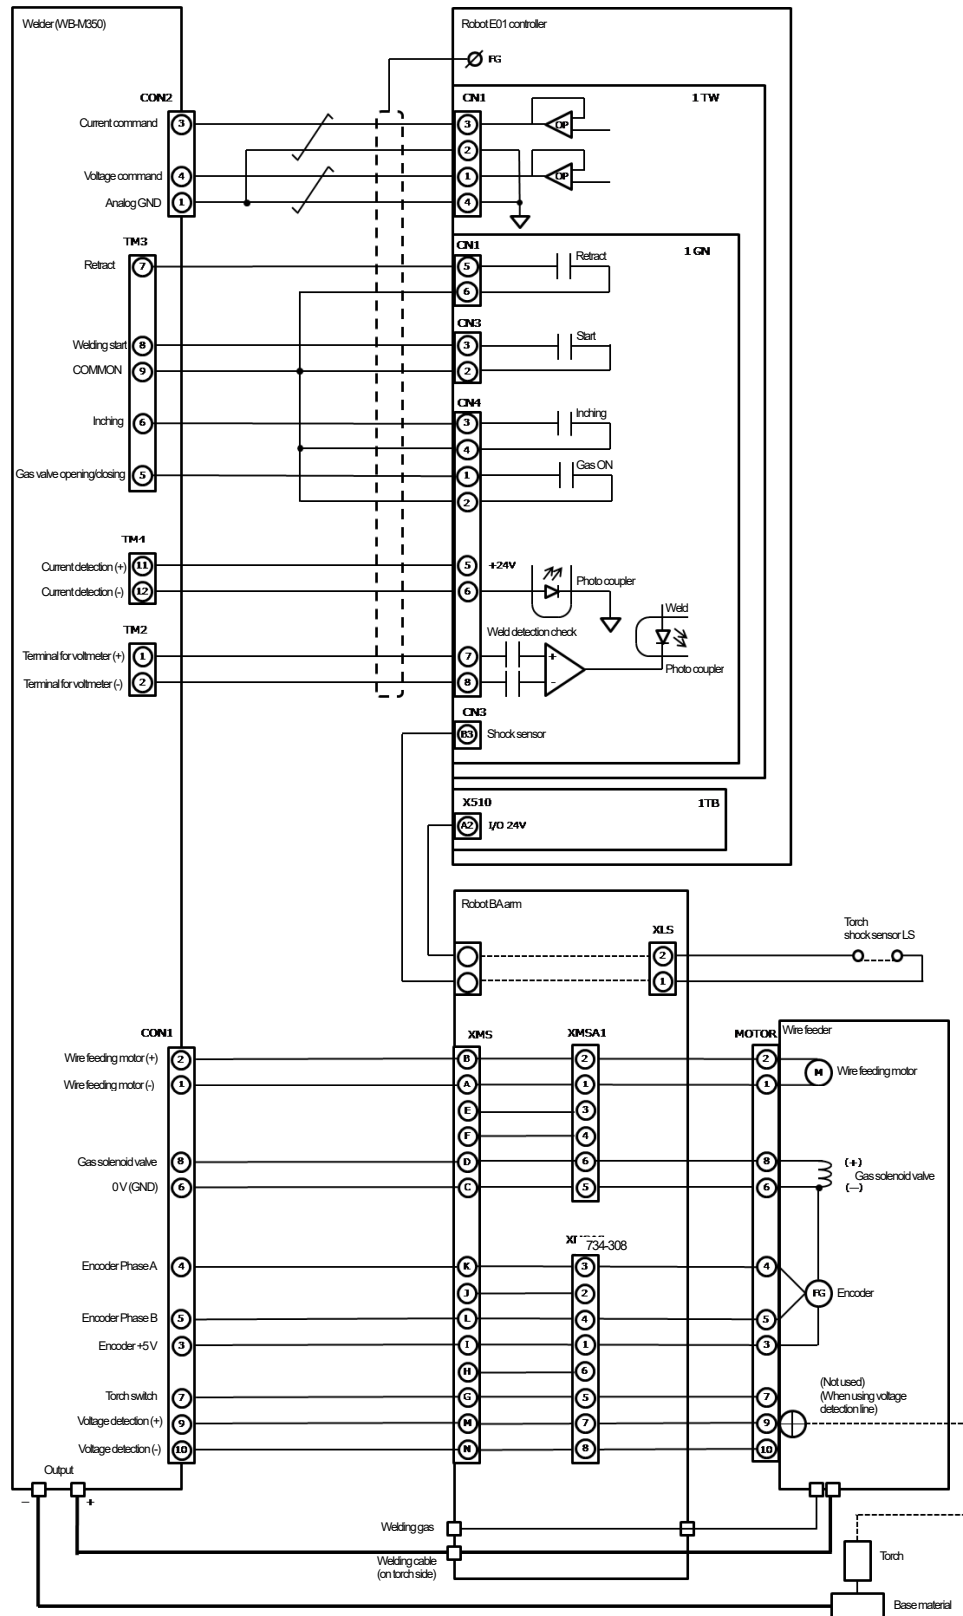 Welder (WB-M350)
Robot E01 controller
FG
CON2
CN1
1 TW
Current command
3
3
OP
2
Voltage command
4
1
OP
Analog GND
1
4
TM3
CN1
1 GN
Retract
7
5
Retract
6
CN3
Welding start
8
3
Start
COMMON
9
2
CN4
Inching
6
3
Inching
4
Gas valve opening/closing
5
1
Gas ON
2
TM1
Current detection (+)
11
5
+24V
Current detection (-)
12
6
Photo coupler
TM2
Weld detection check
Weld
Terminal for voltmeter (+)
1
7
+
Photo coupler
Terminal for voltmeter (-)
2
8
-
CN3
B3
Shock sensor
X510
1TB
A2
I/O 24V
Robot BA arm
XLS
Torch
shock sensor LS
2
1
CON1
XMS
XMSA1
MOTOR
Wire feeder
Wire feeding motor (+)
2
B
2
2
M
Wire feeding motor
Wire feeding motor (-)
1
A
1
1
E
3
F
4
Gas solenoid valve
8
D
6
8
(+)
Gas solenoid valve
0 V (GND)
6
C
5
6
(—)
734-308
Encoder Phase A
4
K
3
4
J
2
FG
Encoder
Encoder Phase B
5
L
4
5
Encoder +5 V
3
I
1
3
H
6
Torch switch
7
G
5
7
(Not used)
(When using voltage
detection line)
Voltage detection (+)
9
M
7
9
Voltage detection (-)
10
N
8
10
Output
—
+
Welding gas
Welding cable
(on torch side)
Torch
Base material